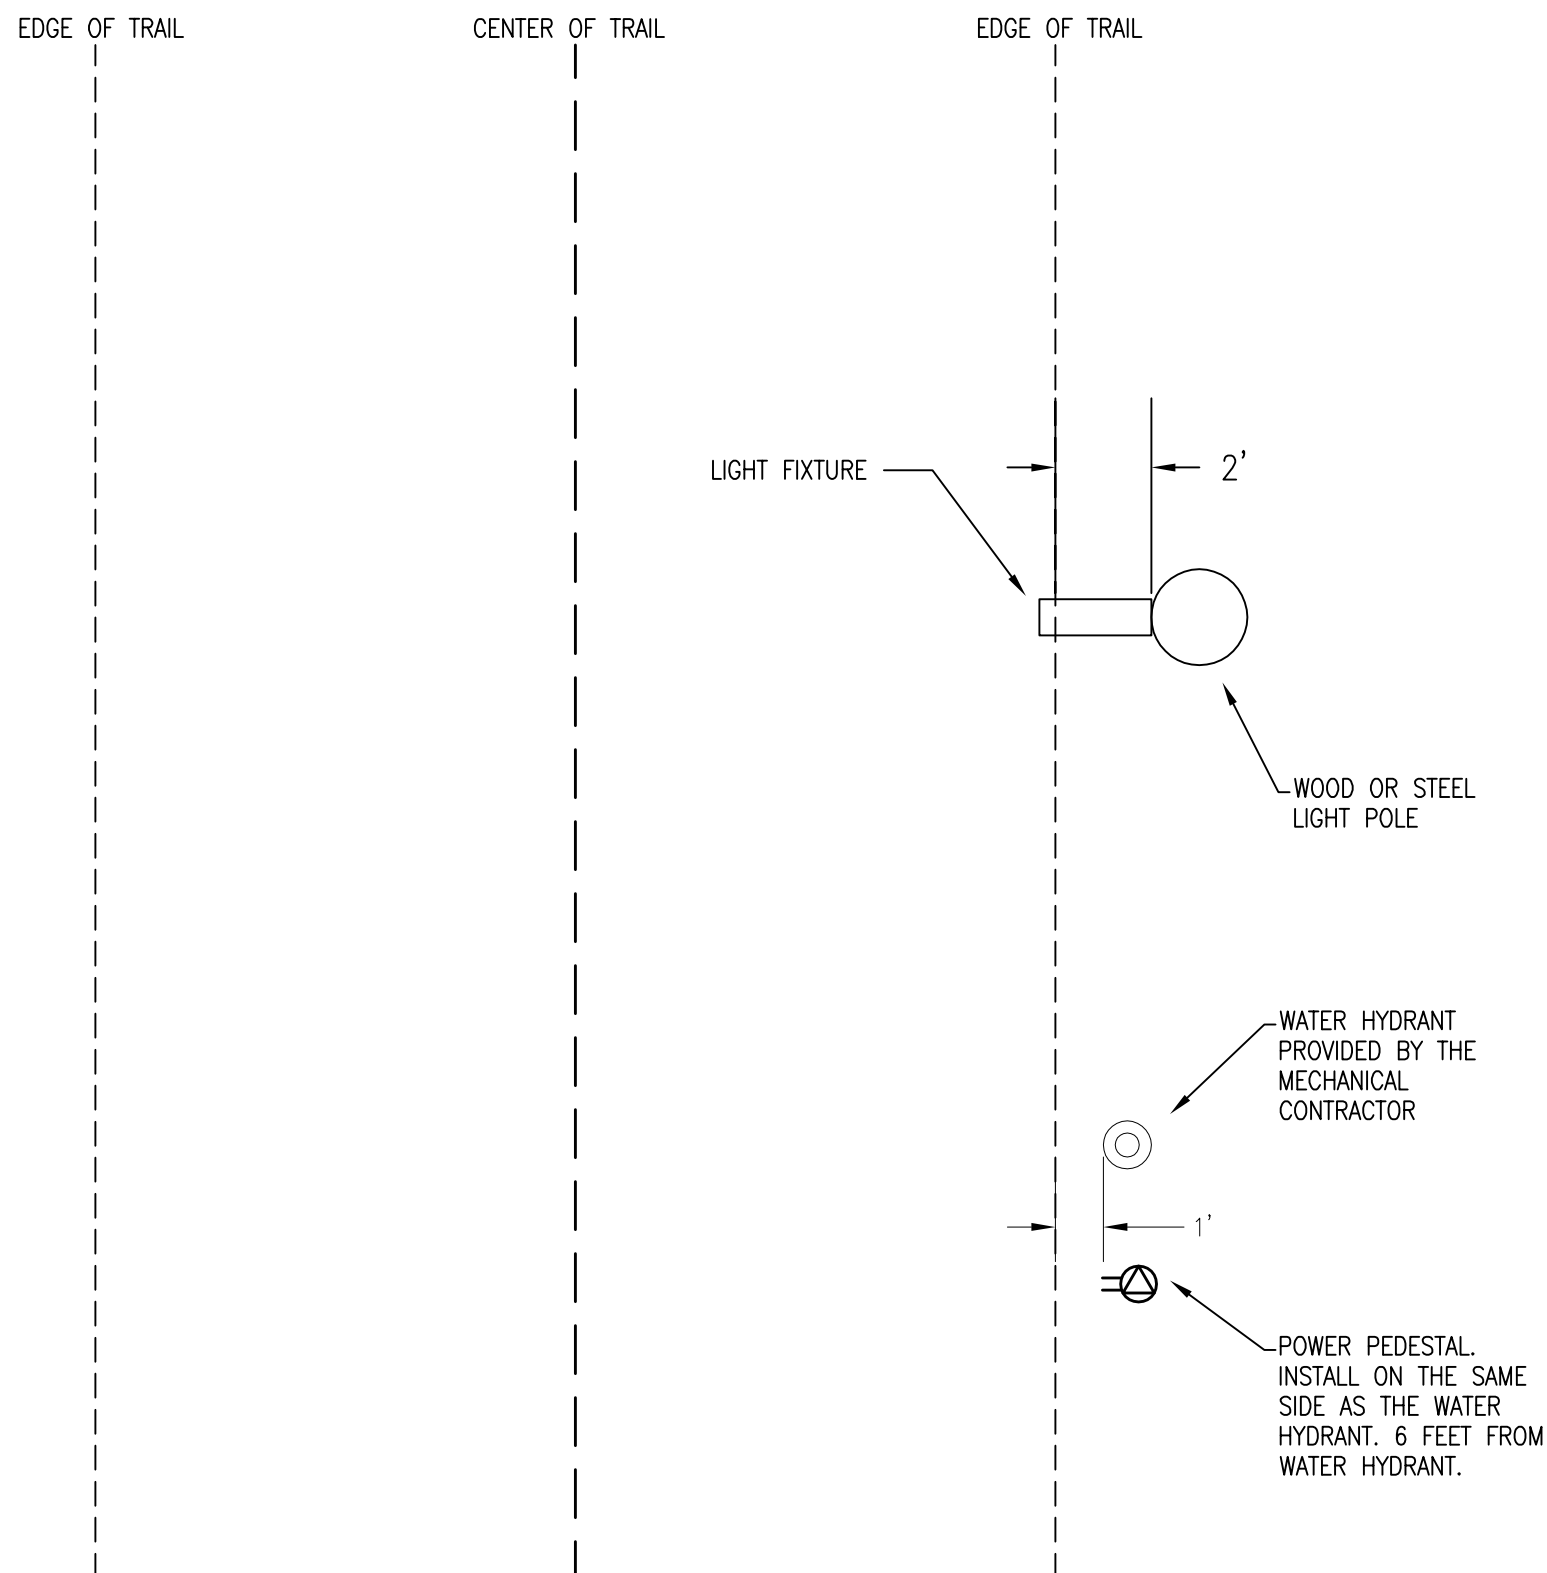 EDGE OF TRAIL
CENTER OF TRAIL
EDGE OF TRAIL
LIGHT FIXTURE
2'
WOOD OR STEEL
LIGHT POLE
WATER HYDRANT
PROVIDED BY THE
MECHANICAL
CONTRACTOR
1'
POWER PEDESTAL.
INSTALL ON THE SAME
SIDE AS THE WATER
HYDRANT. 6 FEET FROM
WATER HYDRANT.